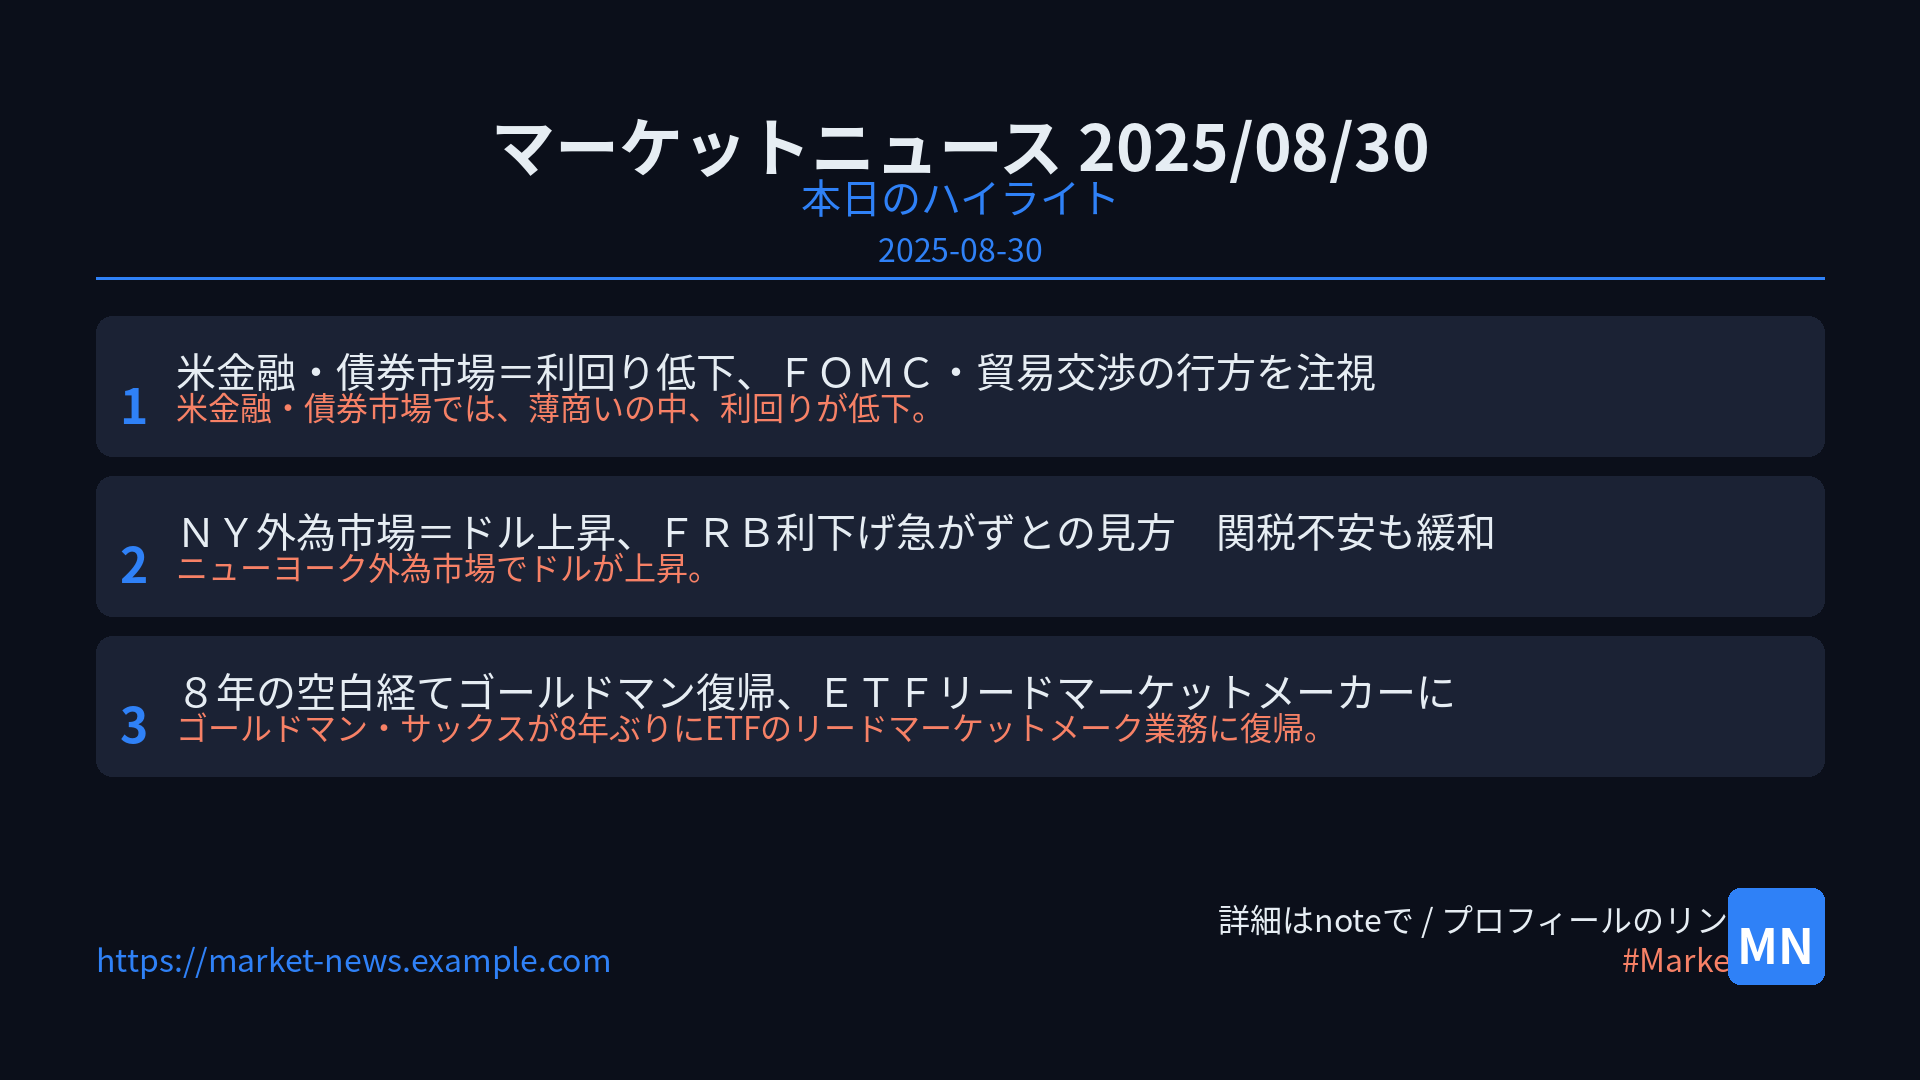 マーケットニュース 2025/08/30
本日のハイライト
2025-08-30
1
米金融・債券市場＝利回り低下、ＦＯＭＣ・貿易交渉の行方を注視
米金融・債券市場では、薄商いの中、利回りが低下。
2
ＮＹ外為市場＝ドル上昇、ＦＲＢ利下げ急がずとの見方　関税不安も緩和
ニューヨーク外為市場でドルが上昇。
3
８年の空白経てゴールドマン復帰、ＥＴＦリードマーケットメーカーに
ゴールドマン・サックスが8年ぶりにETFのリードマーケットメーク業務に復帰。
詳細はnoteで / プロフィールのリン
#Marke
MN
https://market-news.example.com